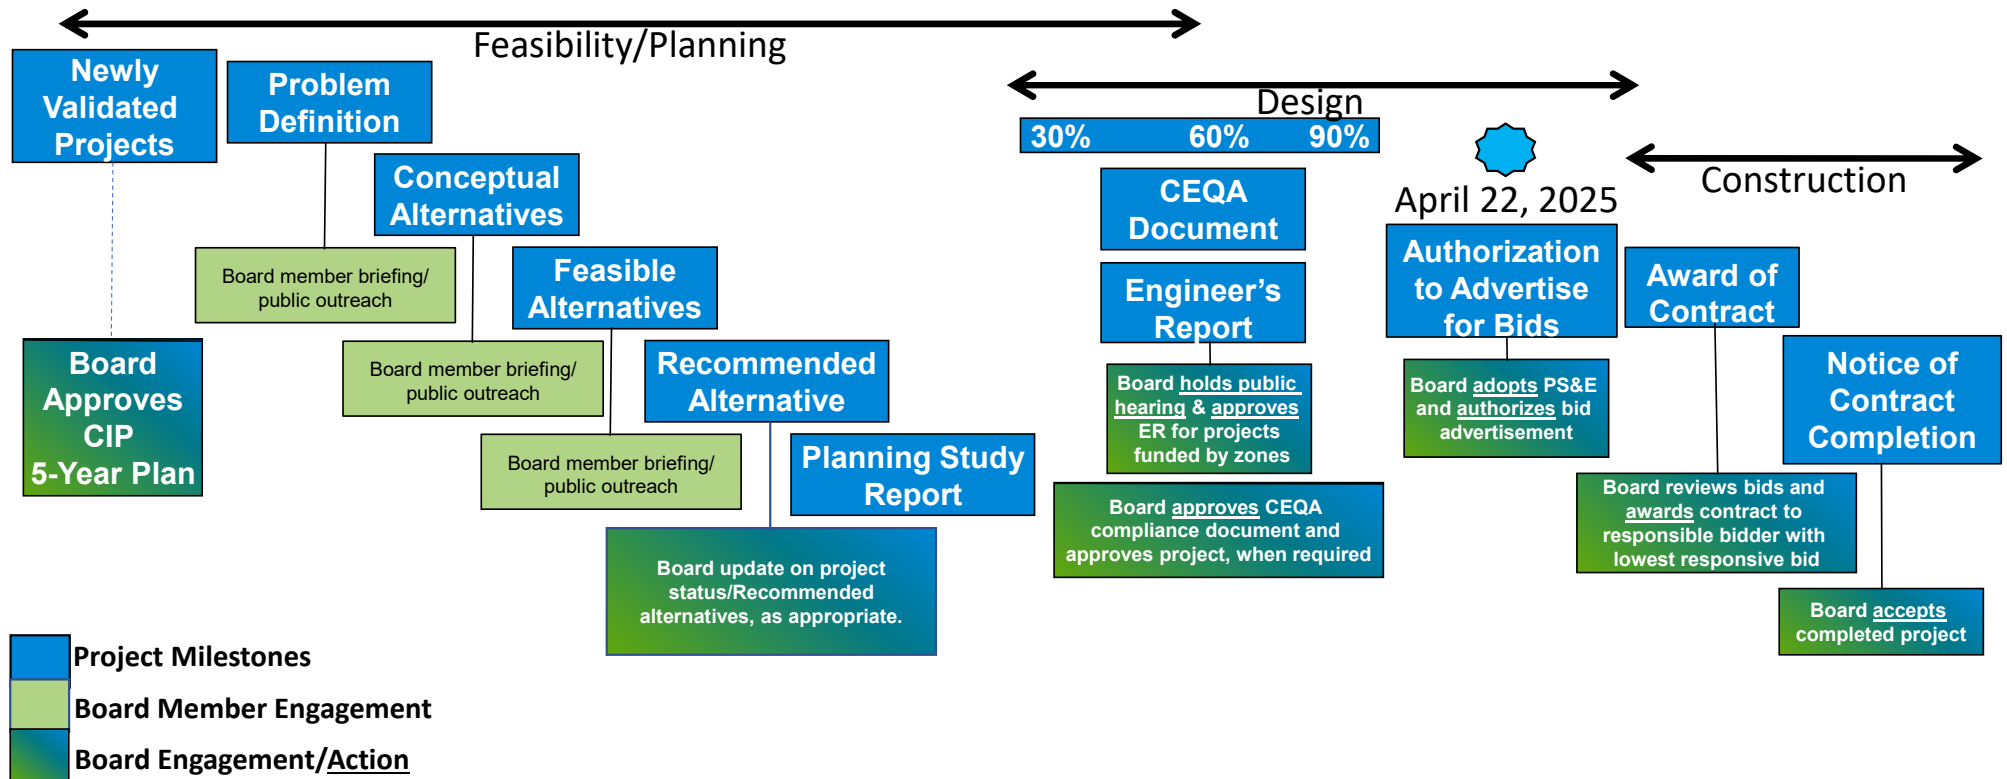 Feasibility/Planning
Newly
Validated
Projects
Board
Approves
CIP
5-Year Plan
Problem
Definition
Board member briefing/
public outreach
Conceptual
Alternatives
Board member briefing/
public outreach
Feasible
Alternatives
Board member briefing/
public outreach
Recommended
Alternative
Board update on project
status/Recommended
alternatives, as appropriate.
Planning Study
Report
Design
30% 60% 90%
CEQA
Document
Engineer’s
Report
Board holds public
hearing & approves
ER for projects
funded by zones
Board approves CEQA
compliance document and
approves project, when required
April 22, 2025
Authorization
to Advertise
for Bids
Board adopts PS&E
and authorizes bid
advertisement
Construction
Award of
Contract
Board reviews bids and
awards contract to
responsible bidder with
lowest responsive bid
Notice of
Contract
Completion
Board accepts
completed project
Project Milestones
Board Member Engagement
Board Engagement/Action